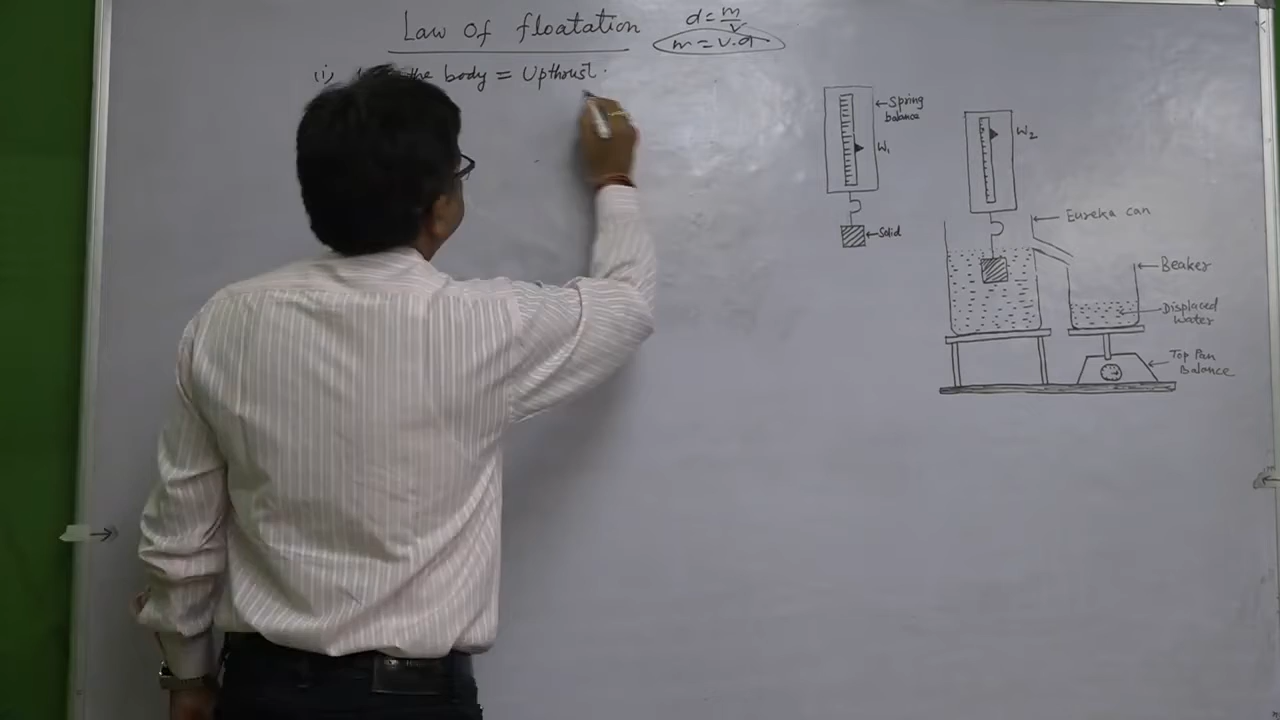 Law Of floatation
d = m/v
m = v.d
(i) the body = Upthrust.
Spring
balance
W₁
Solid
W₂
Eureka can
Beaker
Displaced
Water
Top Pan
Balance